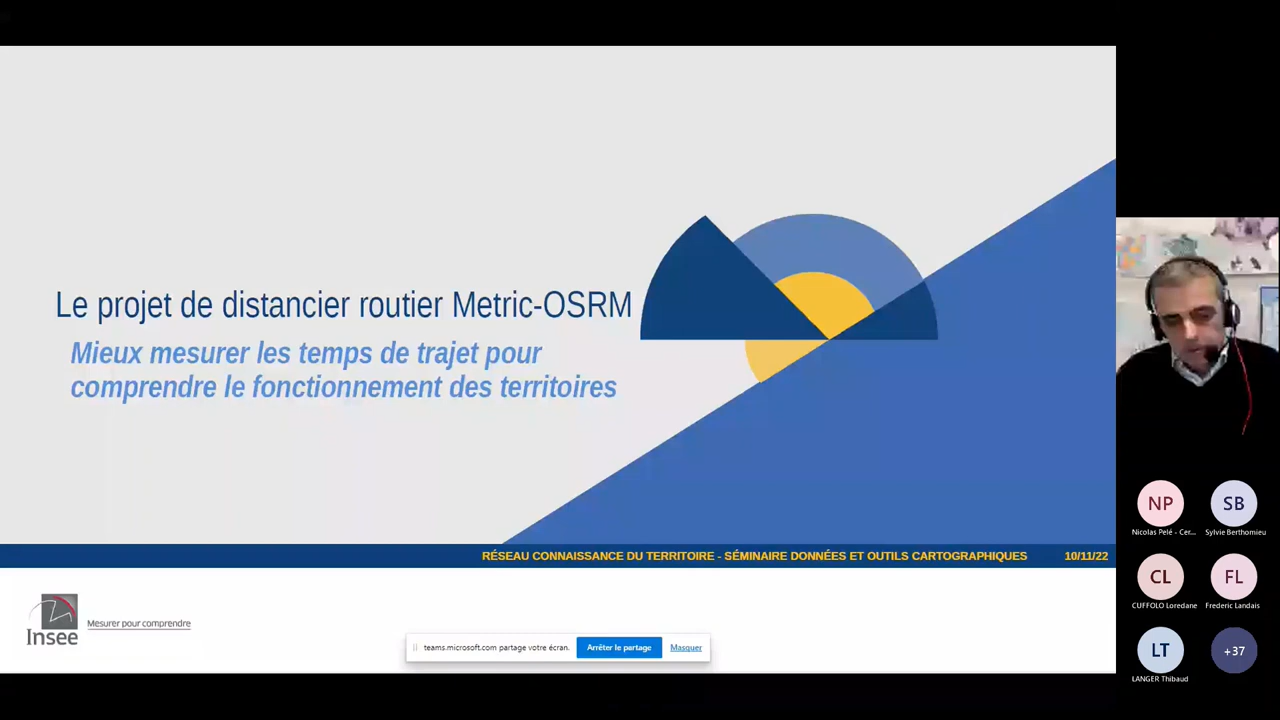 Le projet de distancier routier Metric-OSRM
Mieux mesurer les temps de trajet pour
comprendre le fonctionnement des territoires
RÉSEAU CONNAISSANCE DU TERRITOIRE - SÉMINAIRE DONNÉES ET OUTILS CARTOGRAPHIQUES
10/11/22
Insee
Mesurer pour comprendre
teams.microsoft.com partage votre écran.
Arrêter le partage
Masquer
NP
SB
Nicolas Pelé - Cer...
Sylvie Berthomieu
CL
FL
CUFFOLO Loredane
Frederic Landais
LT
+37
LANGER Thibaud